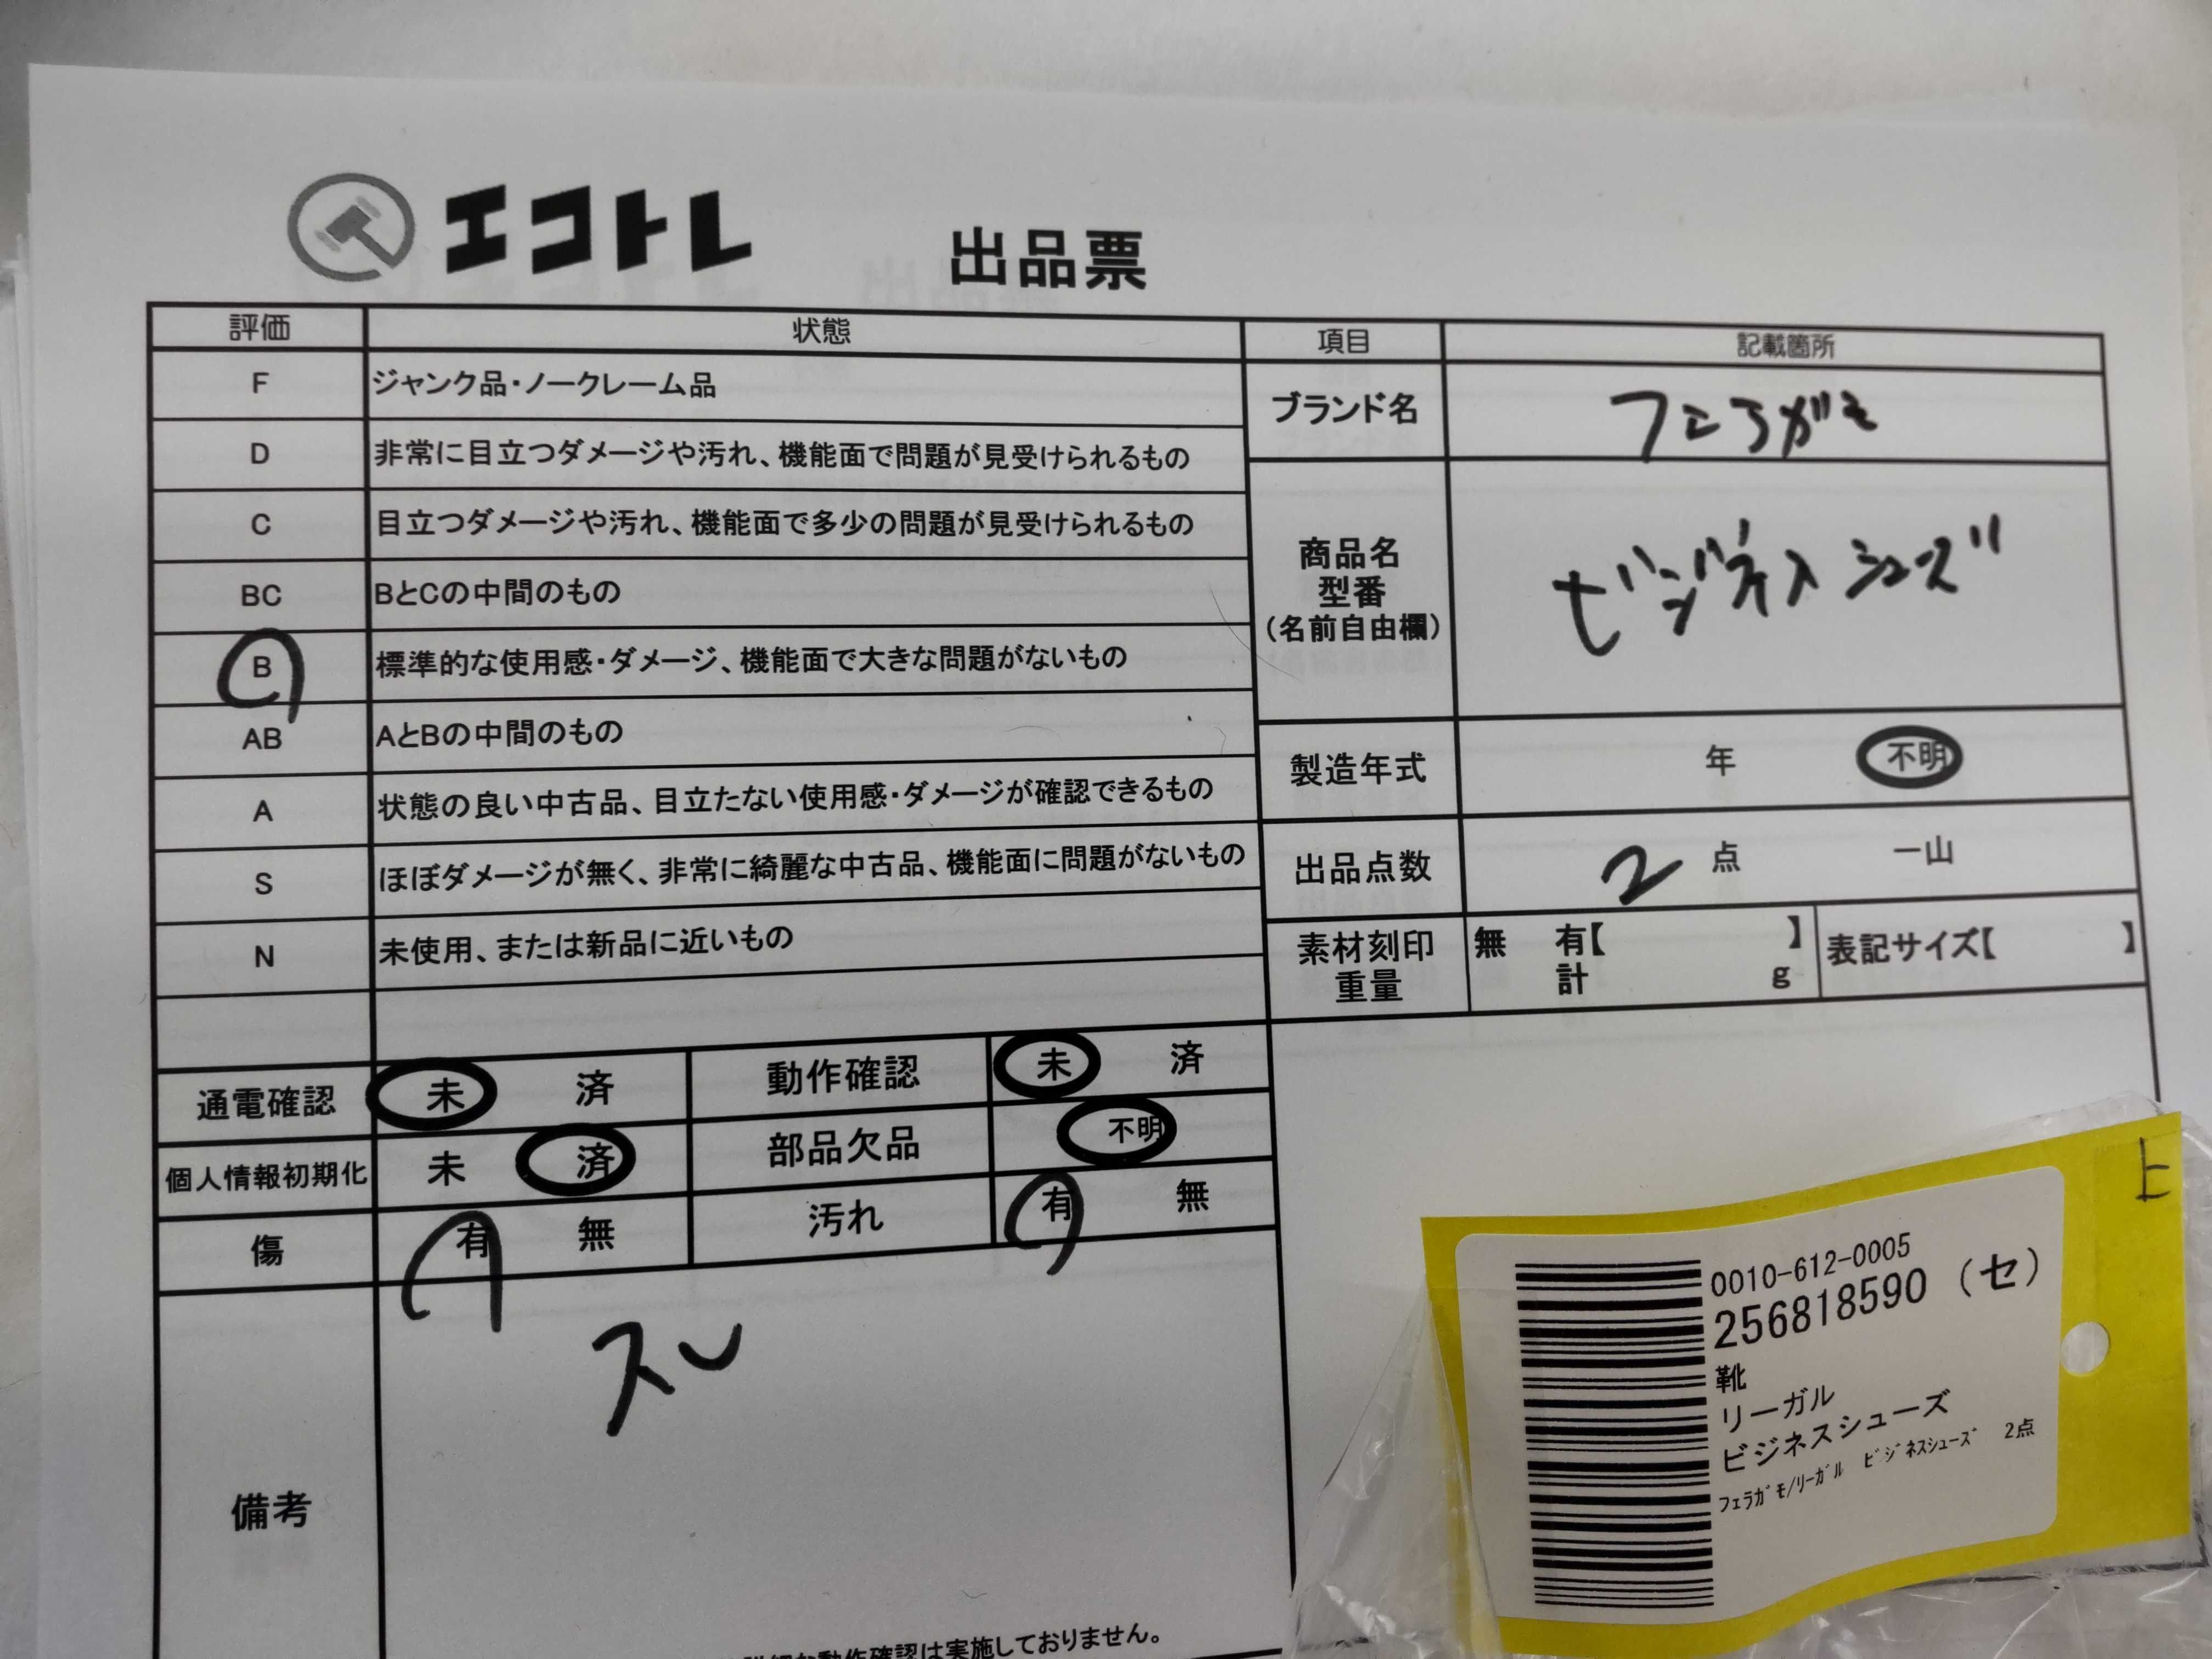 エコトレ 出品票
評価 状態 項目 記載箇所
F ジャンク品・ノークレーム品
D 非常に目立つダメージや汚れ、機能面で問題が見受けられるもの
C 目立つダメージや汚れ、機能面で多少の問題が見受けられるもの
BC BとCの中間のもの
B 標準的な使用感・ダメージ、機能面で大きな問題がないもの
AB AとBの中間のもの
A 状態の良い中古品、目立たない使用感・ダメージが確認できるもの
S ほぼダメージが無く、非常に綺麗な中古品、機能面に問題がないもの
N 未使用、または新品に近いもの
ブランド名 フェラガモ
商品名
型番
(名前自由欄)
ビジネスシューズ
製造年式 年 不明
出品点数 2 点 一山
素材刻印 無 有【 】 表記サイズ【 】
重量 計 g
通電確認 未 済 動作確認 未 済
個人情報初期化 未 済 部品欠品 不明
傷 有 無 汚れ 有 無
備考 スレ
動作確認は実施しておりません。
上
0010-612-0005
256818590 (セ)
靴
リーガル
ビジネスシューズ
フェラガモ/リーガル ビジネスシューズ 2点